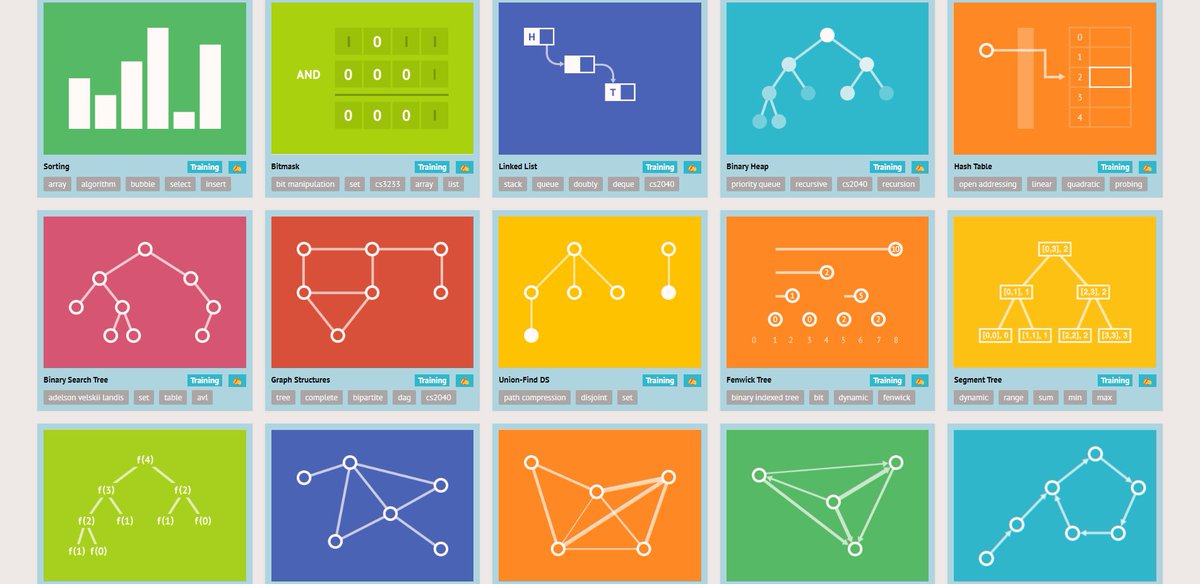 I 0 I I
AND 0 0 0 I
0 0 0 I
H
T
0
1
2
3
4
Sorting Training
array algorithm bubble select insert
Bitmask Training
bit manipulation set cs3233 array list
Linked List Training
stack queue doubly deque cs2040
Binary Heap Training
priority queue recursive cs2040 recursion
Hash Table Training
open addressing linear quadratic probing
10
2
1 5
0 0 2 2
0 1 2 3 4 5 6 7 8
[0,3], 2
[0,1], 1 [2,3], 2
[0,0], 0 [1,1], 1 [2,2], 2 [3,3], 3
Binary Search Tree Training
adelson velskii landis set table avl
Graph Structures Training
tree complete bipartite dag cs2040
Union-Find DS Training
path compression disjoint set
Fenwick Tree Training
binary indexed tree bit dynamic fenwick
Segment Tree Training
dynamic range sum min max
f(4)
f(3) f(2)
f(2) f(1) f(1) f(0)
f(1) f(0)